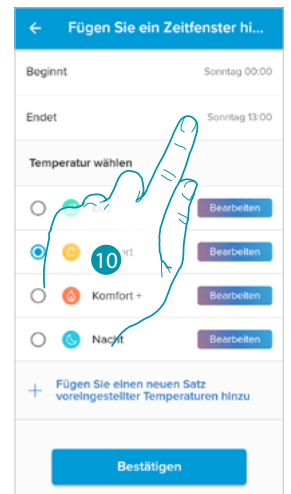 ← Fügen Sie ein Zeitfenster hi...
Beginnt Sonntag 00:00
Endet Sonntag 13:00
Temperatur wählen
Bearbeiten
Bearbeiten
10
Komfort + Bearbeiten
Nacht Bearbeiten
+ Fügen Sie einen neuen Satz
voreingestellter Temperaturen hinzu
Bestätigen